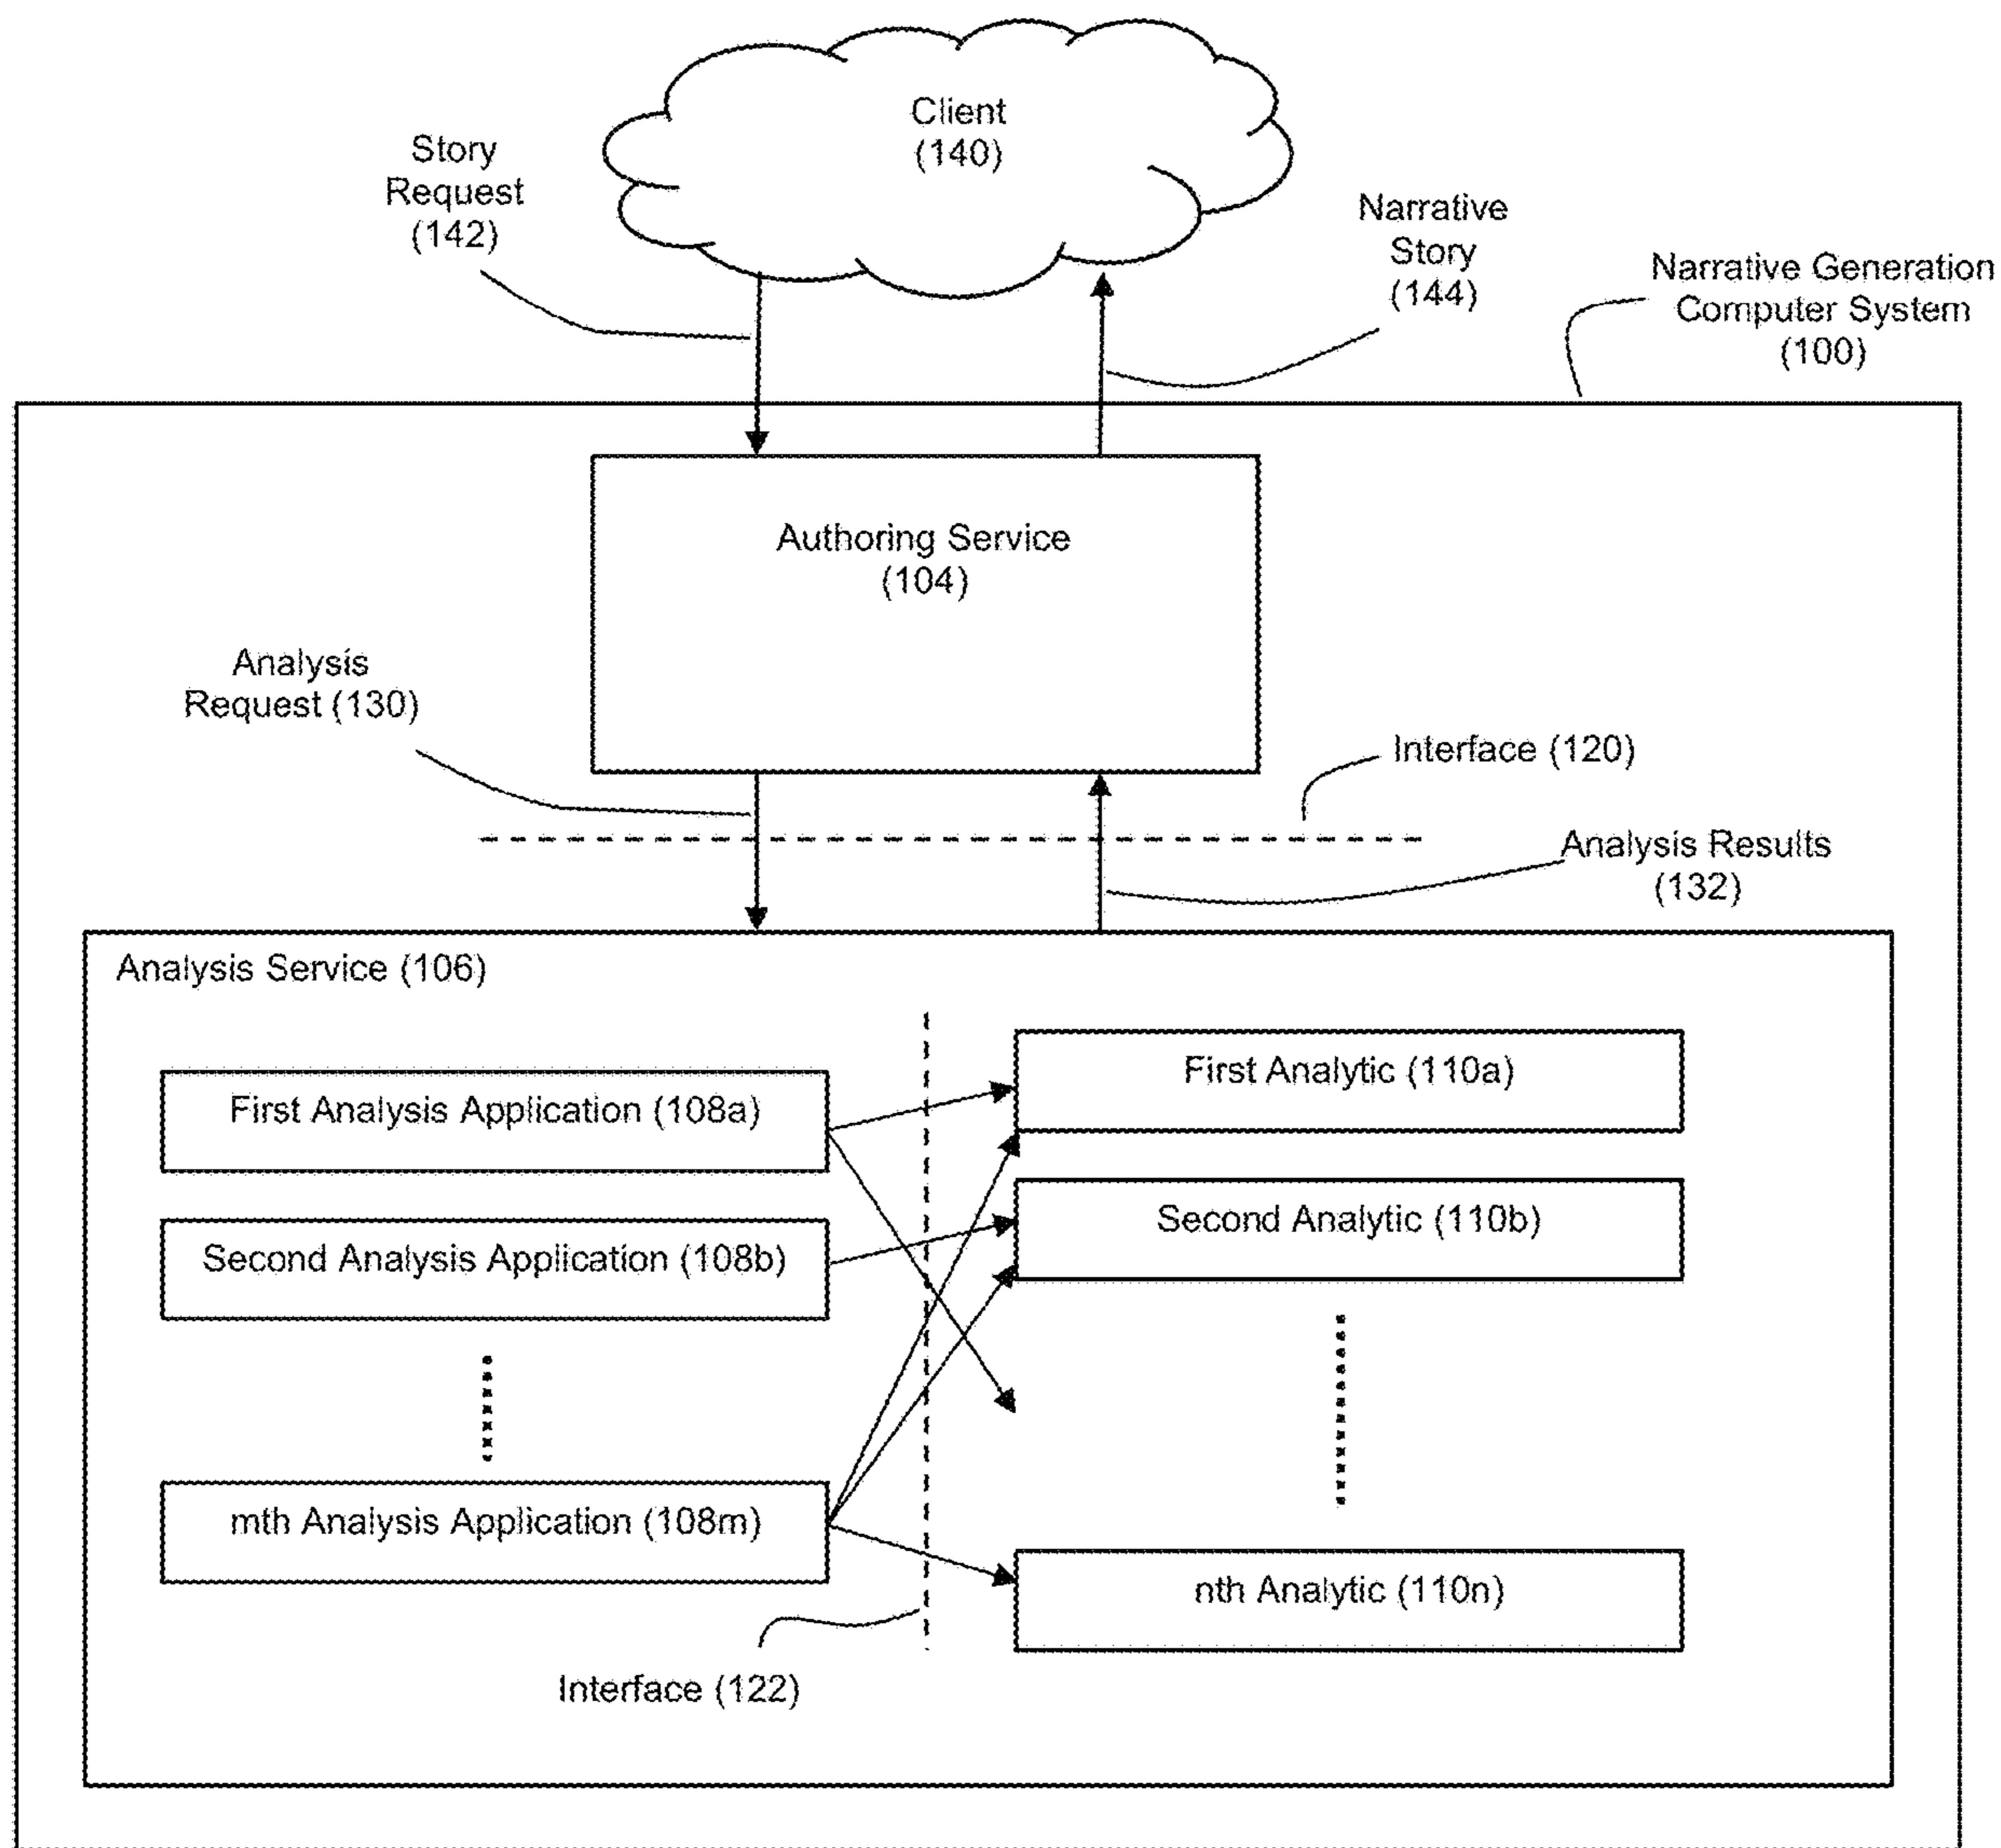 Client
(140)
Story
Request
(142)
Narrative
Story
(144)
Narrative Generation
Computer System
(100)
Authoring Service
(104)
Analysis
Request (130)
Interface (120)
Analysis Results
(132)
Analysis Service (106)
First Analysis Application (108a)
Second Analysis Application (108b)
mth Analysis Application (108m)
First Analytic (110a)
Second Analytic (110b)
nth Analytic (110n)
Interface (122)